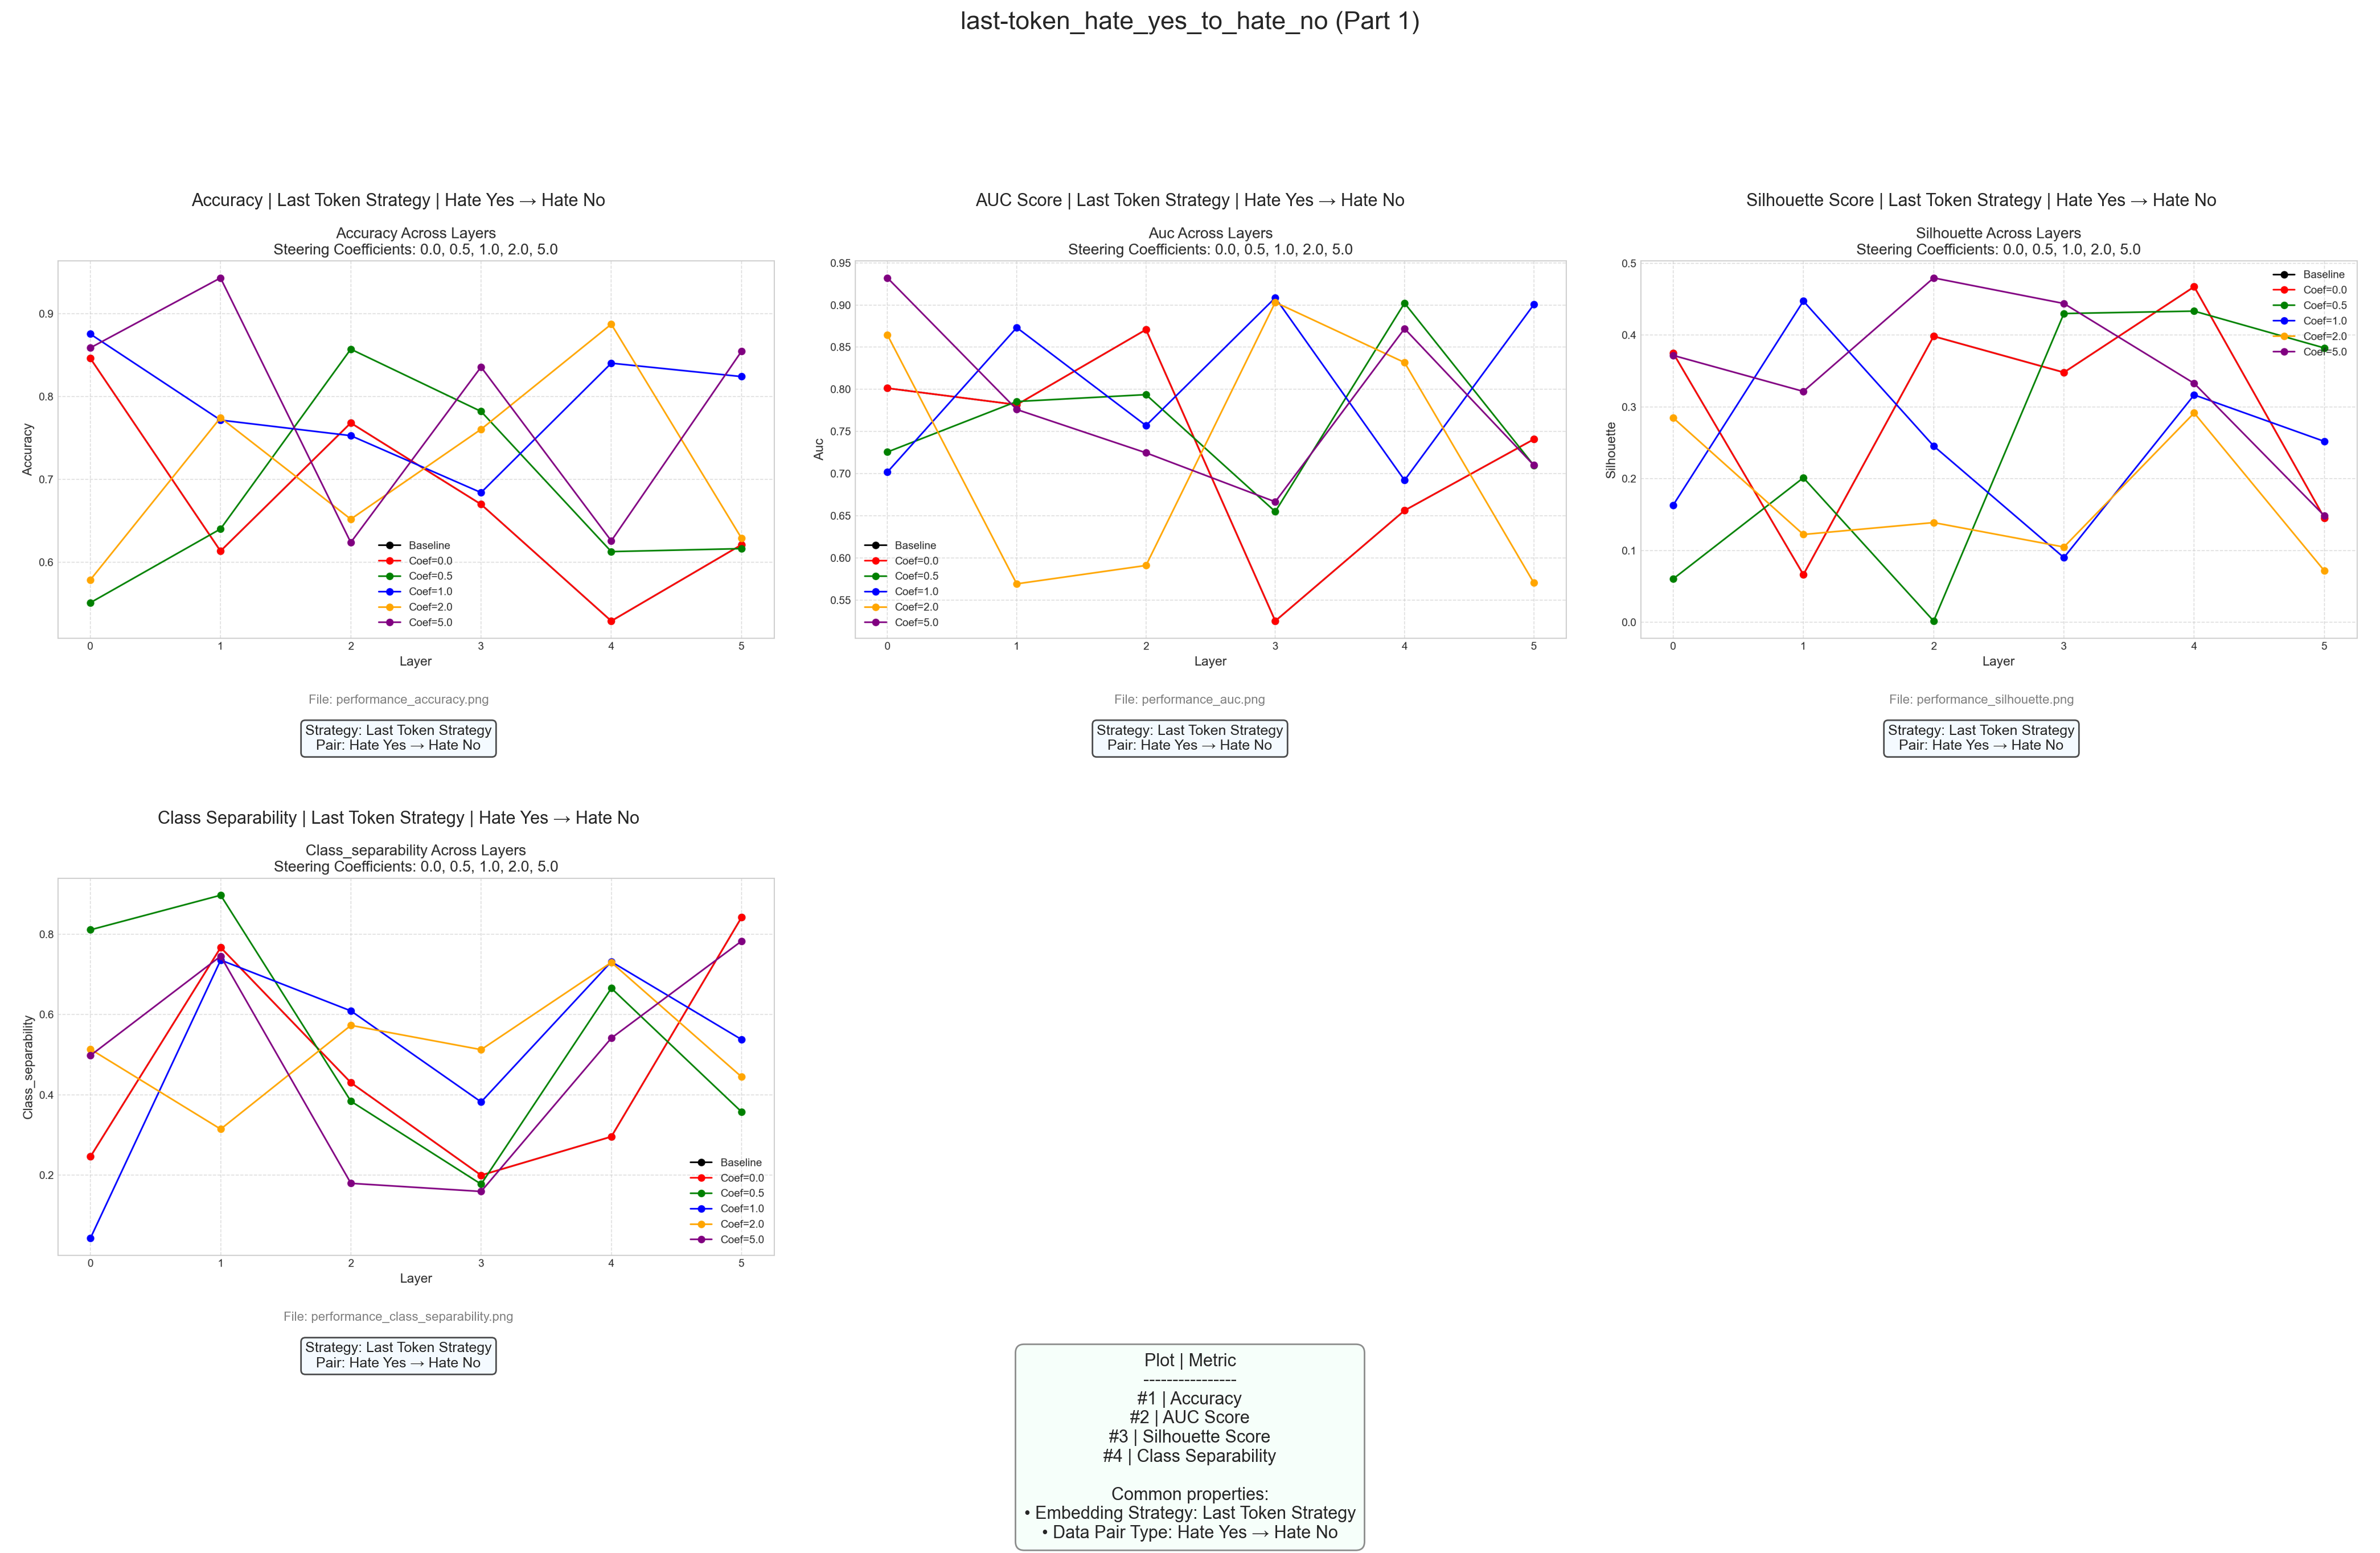 last-token_hate_yes_to_hate_no (Part 1)
Accuracy | Last Token Strategy | Hate Yes → Hate No
Accuracy Across Layers
Steering Coefficients: 0.0, 0.5, 1.0, 2.0, 5.0
0.9
0.8
0.7
0.6
Accuracy
Baseline
Coef=0.0
Coef=0.5
Coef=1.0
Coef=2.0
Coef=5.0
0 1 2 3 4 5
Layer
File: performance_accuracy.png
Strategy: Last Token Strategy
Pair: Hate Yes → Hate No
AUC Score | Last Token Strategy | Hate Yes → Hate No
Auc Across Layers
Steering Coefficients: 0.0, 0.5, 1.0, 2.0, 5.0
0.95
0.90
0.85
0.80
0.75
0.70
0.65
0.60
0.55
Auc
Baseline
Coef=0.0
Coef=0.5
Coef=1.0
Coef=2.0
Coef=5.0
0 1 2 3 4 5
Layer
File: performance_auc.png
Strategy: Last Token Strategy
Pair: Hate Yes → Hate No
Silhouette Score | Last Token Strategy | Hate Yes → Hate No
Silhouette Across Layers
Steering Coefficients: 0.0, 0.5, 1.0, 2.0, 5.0
0.5
0.4
0.3
0.2
0.1
0.0
Silhouette
Baseline
Coef=0.0
Coef=0.5
Coef=1.0
Coef=2.0
Coef=5.0
0 1 2 3 4 5
Layer
File: performance_silhouette.png
Strategy: Last Token Strategy
Pair: Hate Yes → Hate No
Class Separability | Last Token Strategy | Hate Yes → Hate No
Class_separability Across Layers
Steering Coefficients: 0.0, 0.5, 1.0, 2.0, 5.0
0.8
0.6
0.4
0.2
Class_separability
Baseline
Coef=0.0
Coef=0.5
Coef=1.0
Coef=2.0
Coef=5.0
0 1 2 3 4 5
Layer
File: performance_class_separability.png
Strategy: Last Token Strategy
Pair: Hate Yes → Hate No
Plot | Metric
----------------
#1 | Accuracy
#2 | AUC Score
#3 | Silhouette Score
#4 | Class Separability
Common properties:
• Embedding Strategy: Last Token Strategy
• Data Pair Type: Hate Yes → Hate No